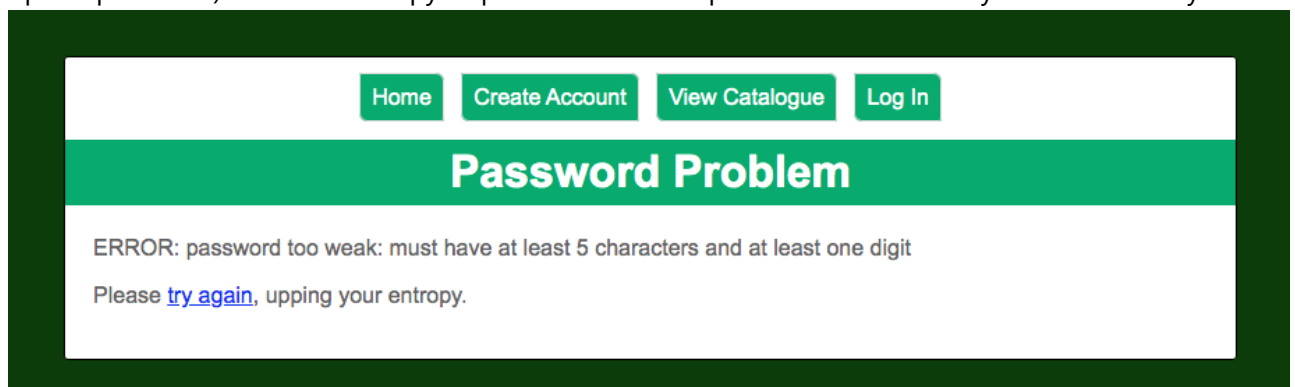 Home Create Account View Catalogue Log In
Password Problem
ERROR: password too weak: must have at least 5 characters and at least one digit
Please try again, upping your entropy.